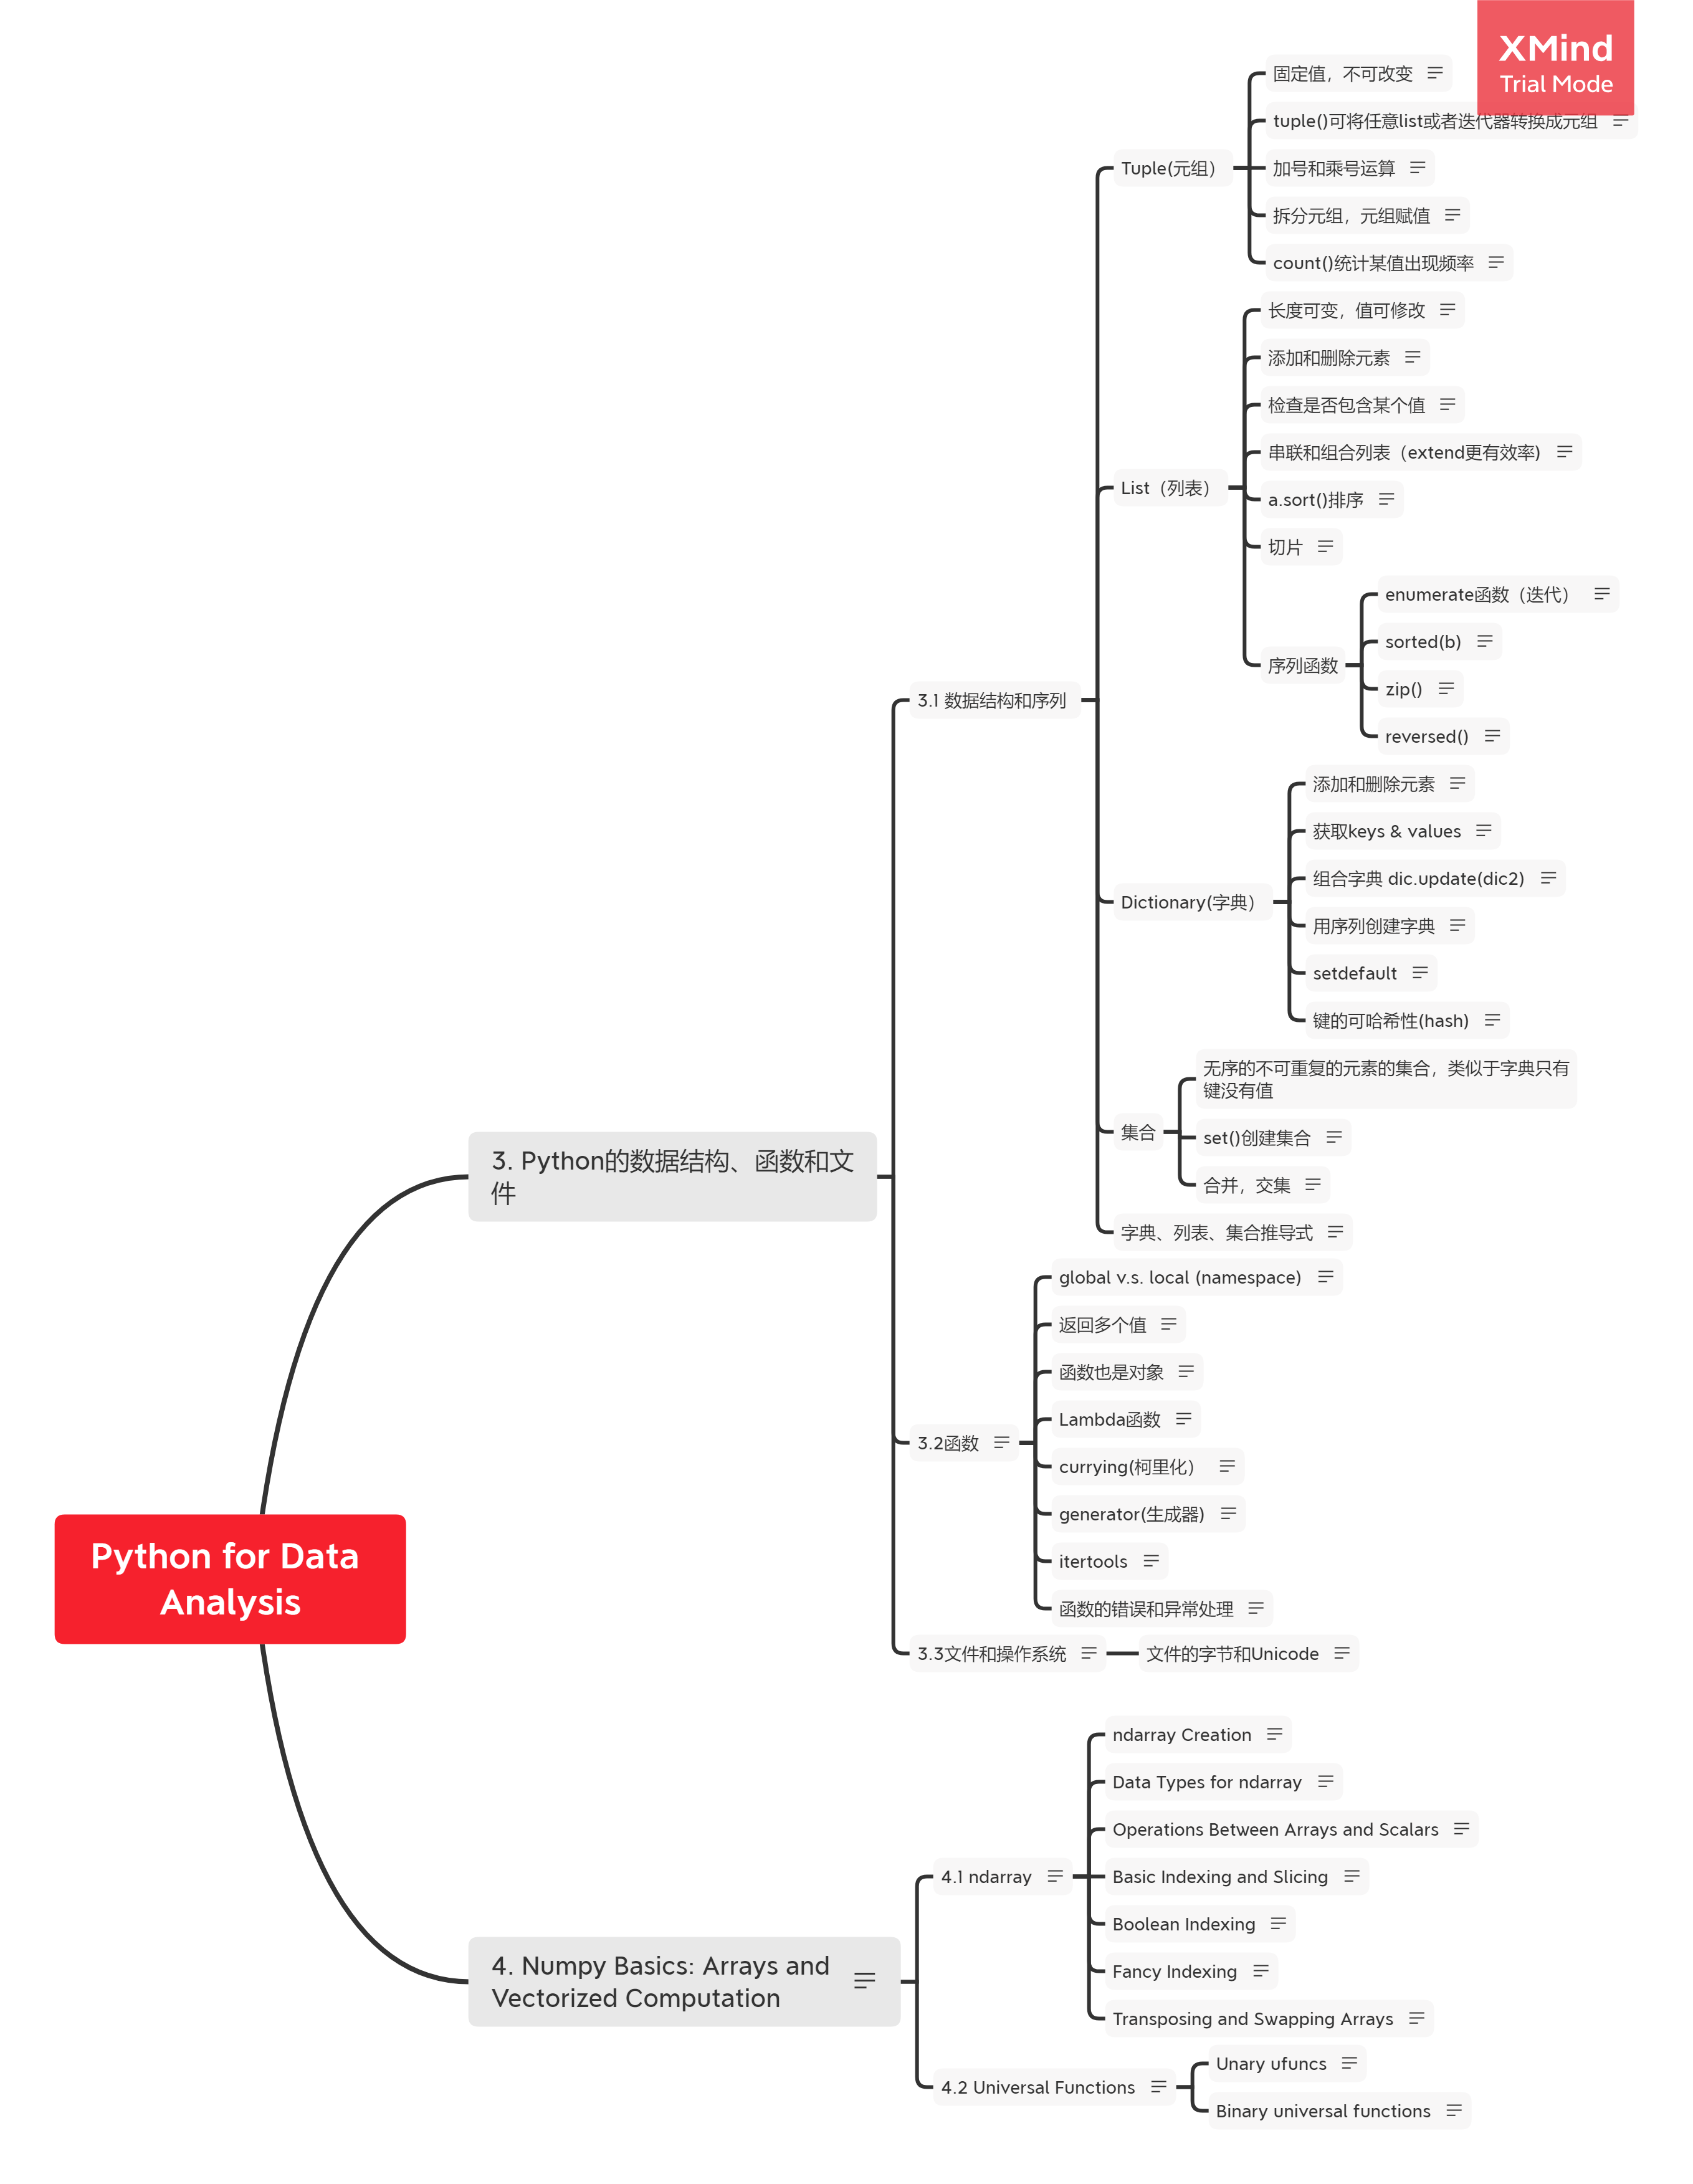 XMind
Trial Mode
固定值，不可改变
tuple()可将任意list或者迭代器转换成元组
Tuple(元组）
加号和乘号运算
拆分元组，元组赋值
count()统计某值出现频率
长度可变，值可修改
添加和删除元素
检查是否包含某个值
串联和组合列表（extend更有效率)
List（列表）
a.sort()排序
切片
序列函数
enumerate函数（迭代）
sorted(b)
zip()
reversed()
3.1 数据结构和序列
添加和删除元素
获取keys & values
组合字典 dic.update(dic2)
Dictionary(字典）
用序列创建字典
setdefault
键的可哈希性(hash)
无序的不可重复的元素的集合，类似于字典只有
键没有值
集合
set()创建集合
合并，交集
字典、列表、集合推导式
3. Python的数据结构、函数和文
件
global v.s. local (namespace)
返回多个值
函数也是对象
Lambda函数
3.2函数
currying(柯里化）
generator(生成器)
itertools
函数的错误和异常处理
3.3文件和操作系统
文件的字节和Unicode
Python for Data
Analysis
ndarray Creation
Data Types for ndarray
Operations Between Arrays and Scalars
4.1 ndarray
Basic Indexing and Slicing
Boolean Indexing
Fancy Indexing
Transposing and Swapping Arrays
4. Numpy Basics: Arrays and
Vectorized Computation
4.2 Universal Functions
Unary ufuncs
Binary universal functions